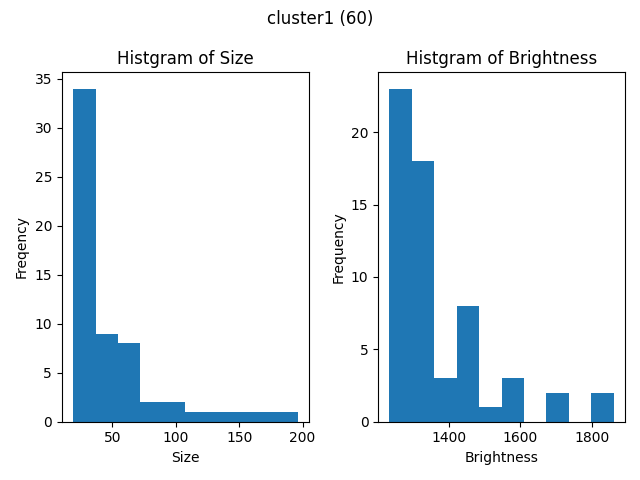 cluster1 (60)
Histgram of Size
Histgram of Brightness
Freqency
35
30
25
20
15
10
5
0
50
100
150
200
Size
Frequency
20
15
10
5
0
1400
1600
1800
Brightness